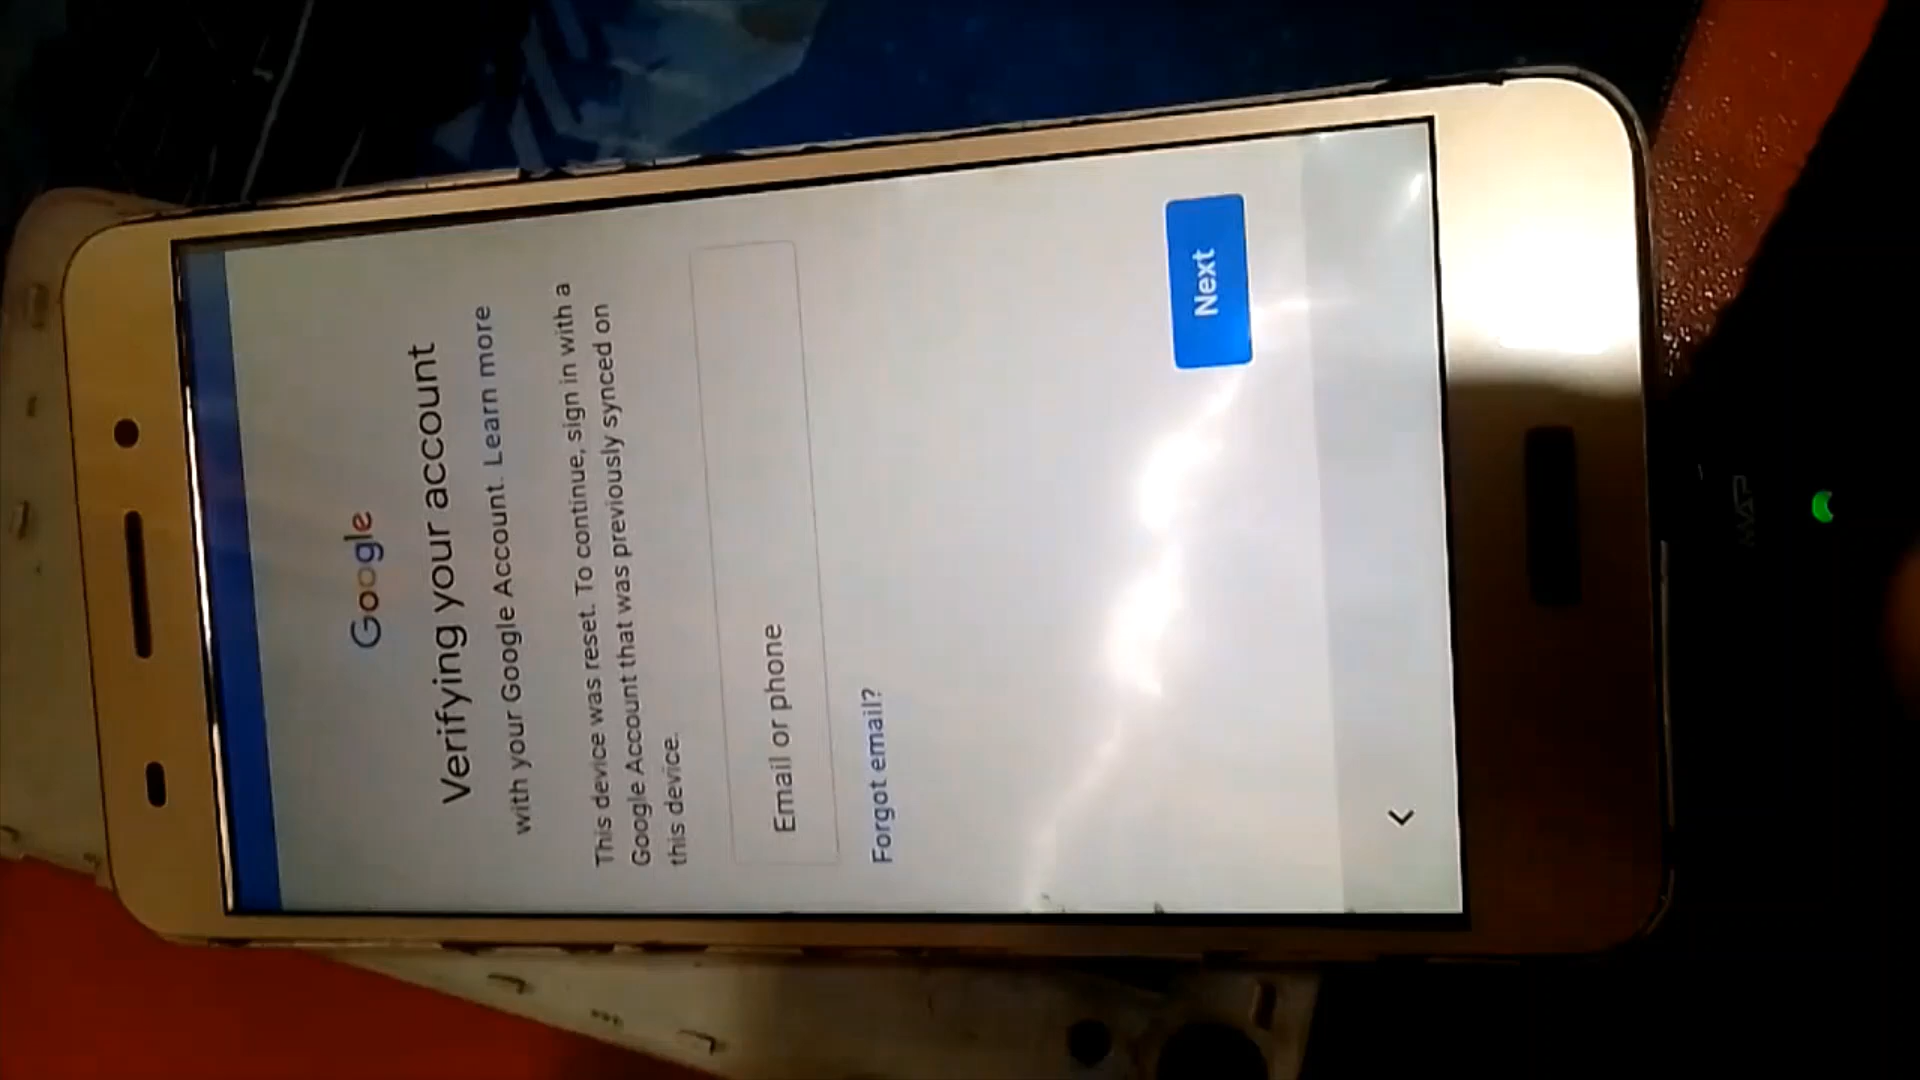 Google
Verifying your account
with your Google Account. Learn more
This device was reset. To continue, sign in with a
Google Account that was previously synced on
this device.
Email or phone
Forgot email?
Next